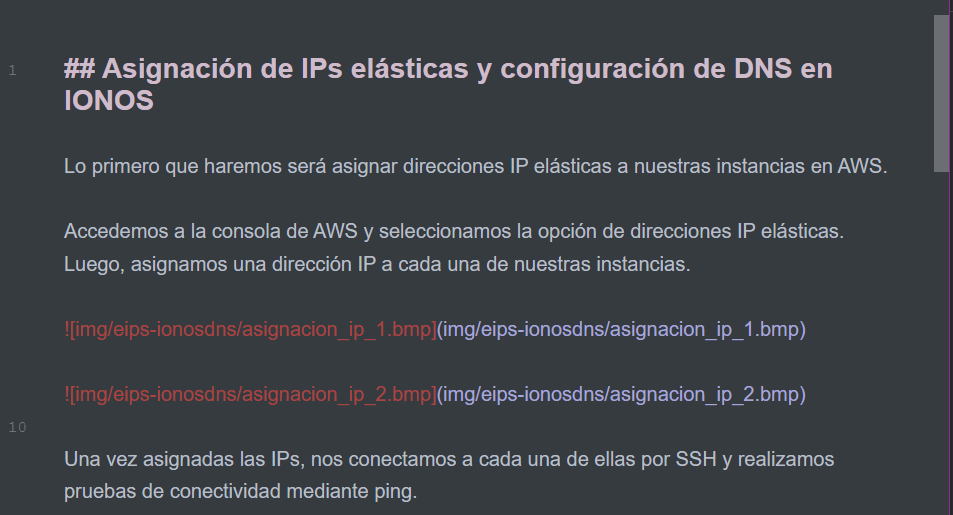 1
## Asignación de IPs elásticas y configuración de DNS en
IONOS
Lo primero que haremos será asignar direcciones IP elásticas a nuestras instancias en AWS.
Accedemos a la consola de AWS y seleccionamos la opción de direcciones IP elásticas.
Luego, asignamos una dirección IP a cada una de nuestras instancias.
![img/eips-ionosdns/asignacion_ip_1.bmp](img/eips-ionosdns/asignacion_ip_1.bmp)
![img/eips-ionosdns/asignacion_ip_2.bmp](img/eips-ionosdns/asignacion_ip_2.bmp)
10
Una vez asignadas las IPs, nos conectamos a cada una de ellas por SSH y realizamos
pruebas de conectividad mediante ping.